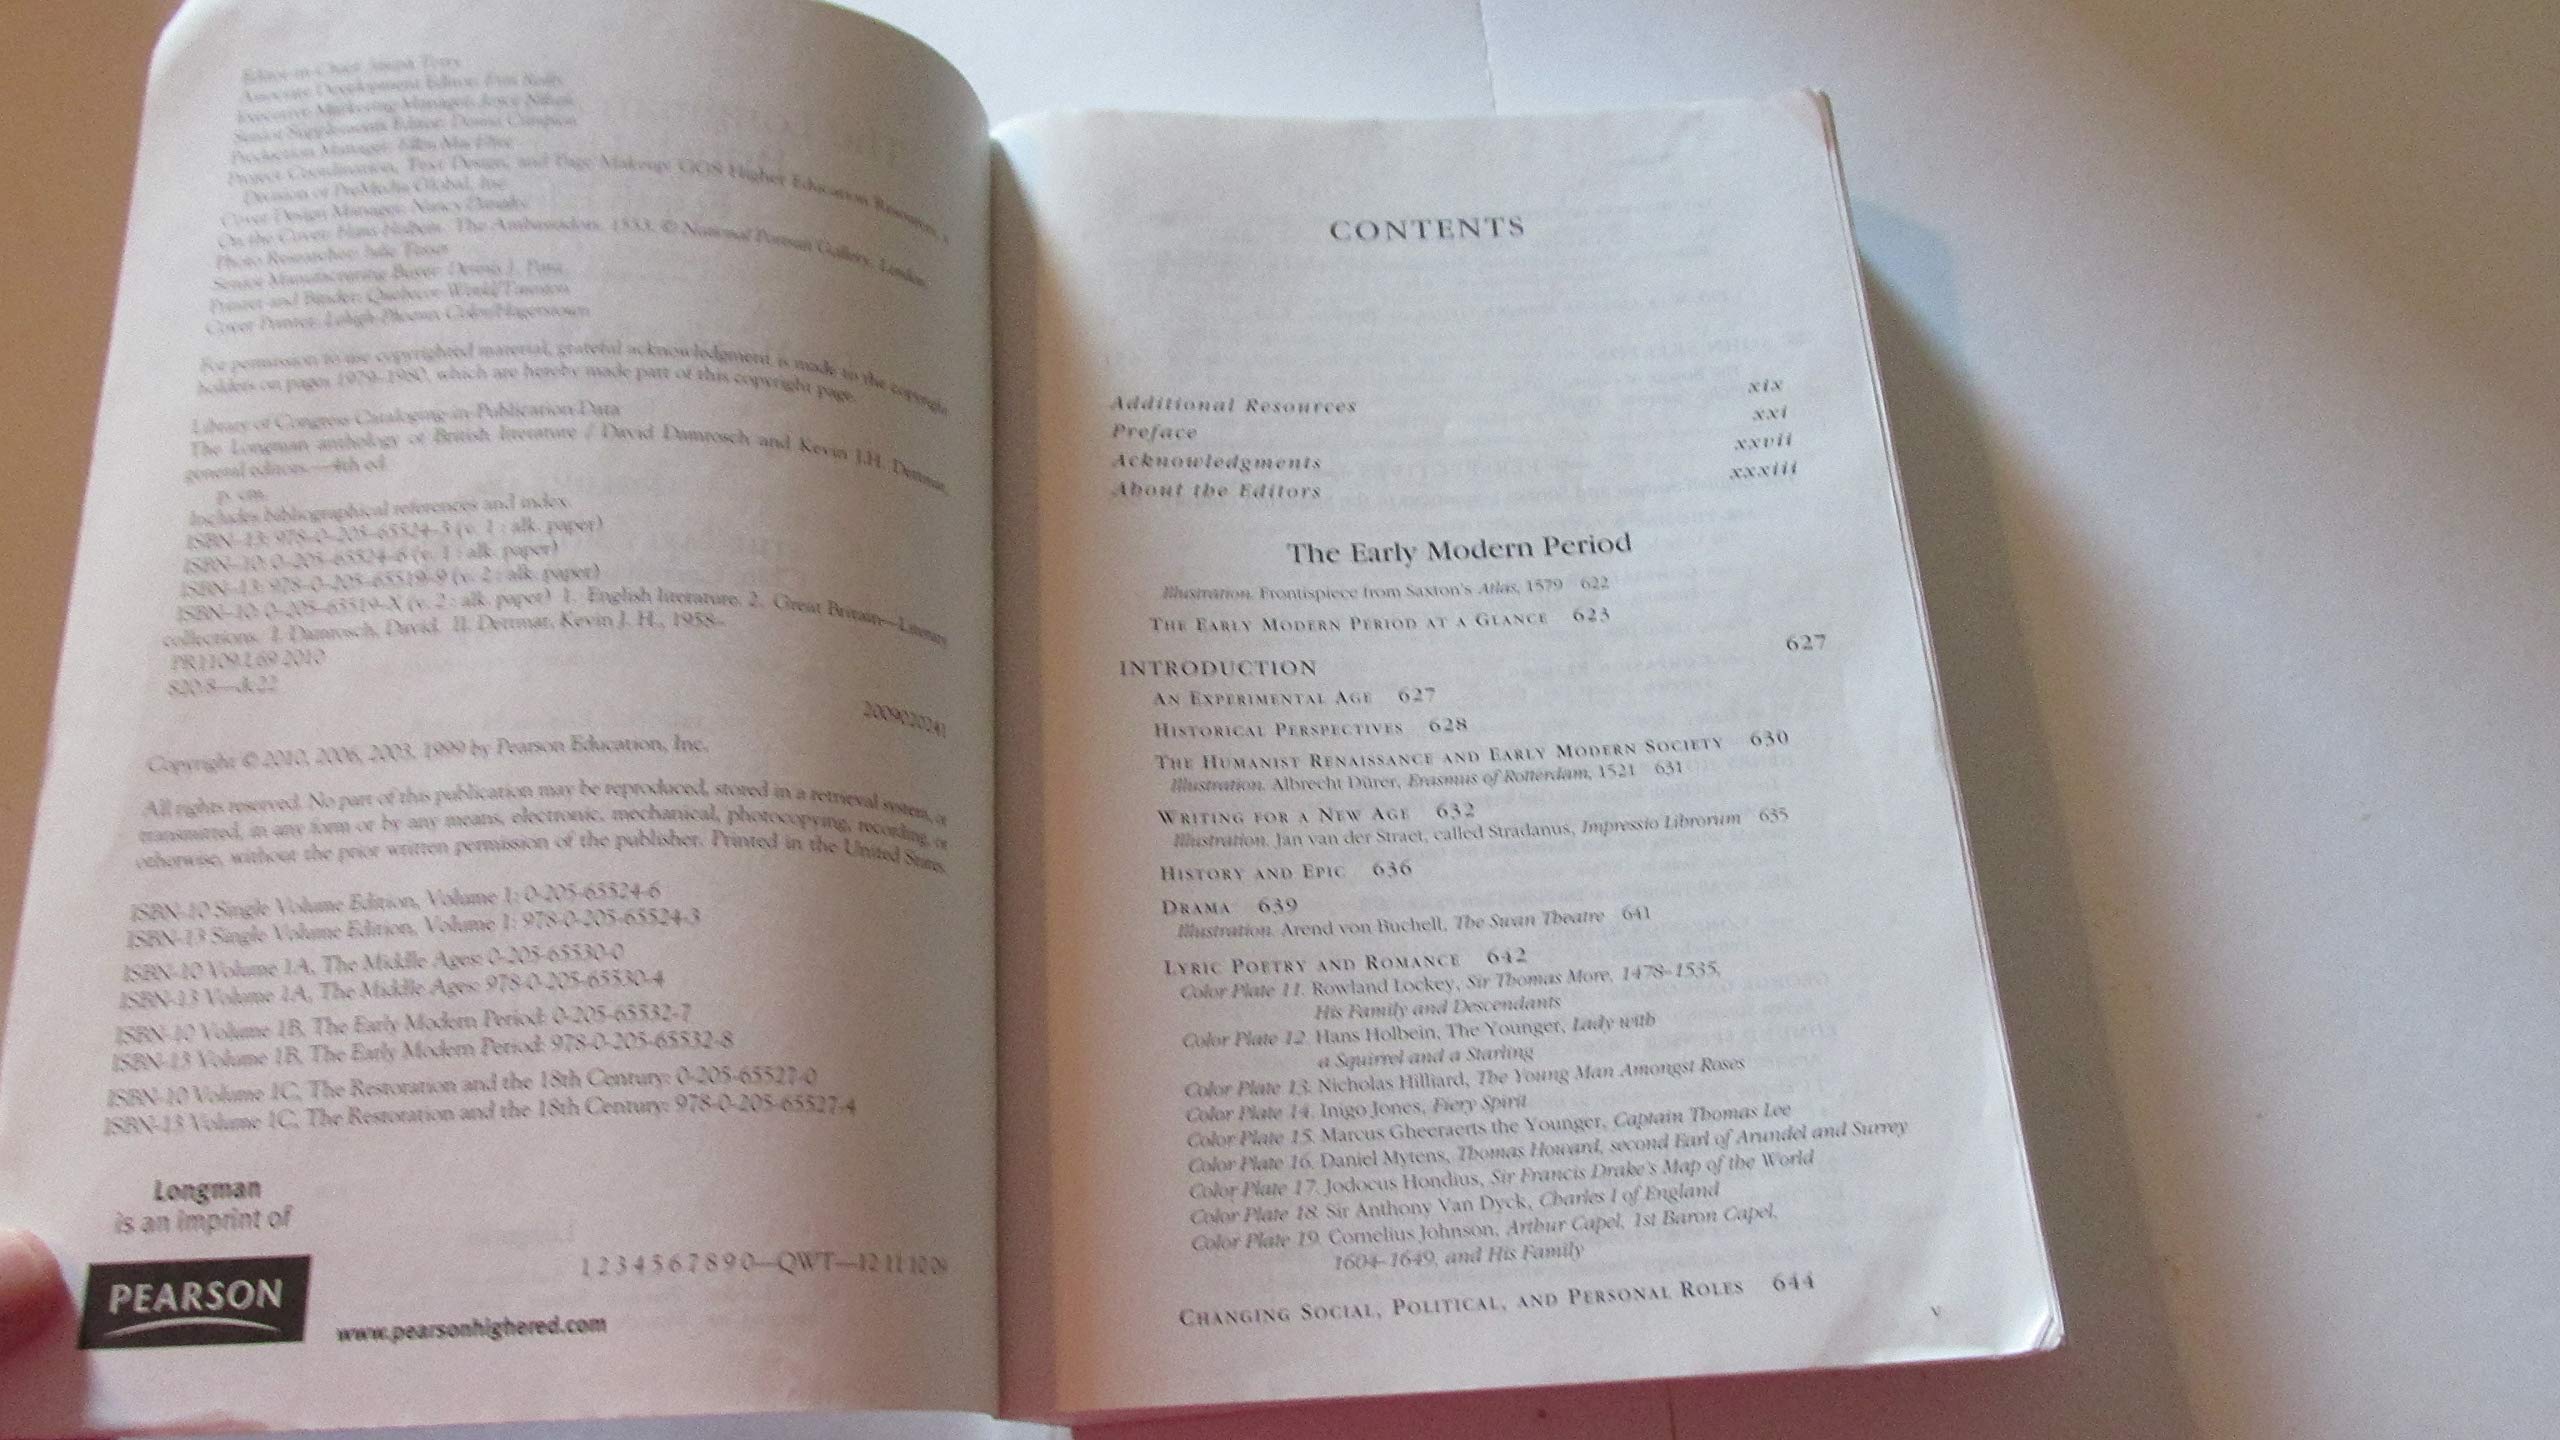 Editor-in-Chief: Joseph Terry
Associate Development Editor: Erin Reilly
Executive Marketing Manager: Joyce Nilsen
Senior Supplements Editor: Donna Campion
Production Manager: Ellen MacElree
Project Coordination, Text Design, and Page Makeup: GGS Higher Education Resources, a
Division of PreMedia Global, Inc.
Cover Design Manager: Nancy Danahy
On the Cover: Hans Holbein, The Ambassadors, 1533. © National Portrait Gallery, London
Photo Researcher: Julie Tesser
Senior Manufacturing Buyer: Dennis J. Para
Printer and Binder: Quebecor World/Taunton
Cover Printer: Lehigh-Phoenix Color/Hagerstown
For permission to use copyrighted material, grateful acknowledgment is made to the copyright
holders on pages 1979–1980, which are hereby made part of this copyright page.
Library of Congress Cataloging-in-Publication Data
The Longman anthology of British literature / David Damrosch and Kevin J.H. Dettmar,
general editors.—4th ed.
p. cm.
Includes bibliographical references and index.
ISBN-13: 978-0-205-65524-3 (v. 1 : alk. paper)
ISBN-10: 0-205-65524-6 (v. 1 : alk. paper)
ISBN-13: 978-0-205-65519-9 (v. 2 : alk. paper)
ISBN-10: 0-205-65519-X (v. 2 : alk. paper) 1. English literature. 2. Great Britain—Literary
collections. I. Damrosch, David. II. Dettmar, Kevin J. H., 1958–
PR1109.L69 2010
820.8—dc22
2009020241
Copyright © 2010, 2006, 2003, 1999 by Pearson Education, Inc.
All rights reserved. No part of this publication may be reproduced, stored in a retrieval system, or
transmitted, in any form or by any means, electronic, mechanical, photocopying, recording, or
otherwise, without the prior written permission of the publisher. Printed in the United States.
ISBN-10 Single Volume Edition, Volume 1: 0-205-65524-6
ISBN-13 Single Volume Edition, Volume 1: 978-0-205-65524-3
ISBN-10 Volume 1A, The Middle Ages: 0-205-65530-0
ISBN-13 Volume 1A, The Middle Ages: 978-0-205-65530-4
ISBN-10 Volume 1B, The Early Modern Period: 0-205-65532-7
ISBN-13 Volume 1B, The Early Modern Period: 978-0-205-65532-8
ISBN-10 Volume 1C, The Restoration and the 18th Century: 0-205-65527-0
ISBN-13 Volume 1C, The Restoration and the 18th Century: 978-0-205-65527-4
Longman
is an imprint of
PEARSON
1 2 3 4 5 6 7 8 9 0—QWT—12 11 10 09
www.pearsonhighered.com
CONTENTS
Additional Resources xix
Preface xxi
Acknowledgments xxvii
About the Editors xxxiii
The Early Modern Period
Illustration. Frontispiece from Saxton's Atlas, 1579 622
THE EARLY MODERN PERIOD AT A GLANCE 623
INTRODUCTION 627
AN EXPERIMENTAL AGE 627
HISTORICAL PERSPECTIVES 628
THE HUMANIST RENAISSANCE AND EARLY MODERN SOCIETY 630
Illustration. Albrecht Dürer, Erasmus of Rotterdam, 1521 631
WRITING FOR A NEW AGE 632
Illustration. Jan van der Straet, called Stradanus, Impressio Librorum 635
HISTORY AND EPIC 636
DRAMA 639
Illustration. Arend von Buchell, The Swan Theatre 641
LYRIC POETRY AND ROMANCE 642
Color Plate 11. Rowland Lockey, Sir Thomas More, 1478–1535,
His Family and Descendants
Color Plate 12. Hans Holbein, The Younger, Lady with
a Squirrel and a Starling
Color Plate 13. Nicholas Hilliard, The Young Man Amongst Roses
Color Plate 14. Inigo Jones, Fiery Spirit
Color Plate 15. Marcus Gheeraerts the Younger, Captain Thomas Lee
Color Plate 16. Daniel Mytens, Thomas Howard, second Earl of Arundel and Surrey
Color Plate 17. Jodocus Hondius, Sir Francis Drake's Map of the World
Color Plate 18. Sir Anthony Van Dyck, Charles I of England
Color Plate 19. Cornelius Johnson, Arthur Capel, 1st Baron Capel,
1604–1649, and His Family
CHANGING SOCIAL, POLITICAL, AND PERSONAL ROLES 644
v